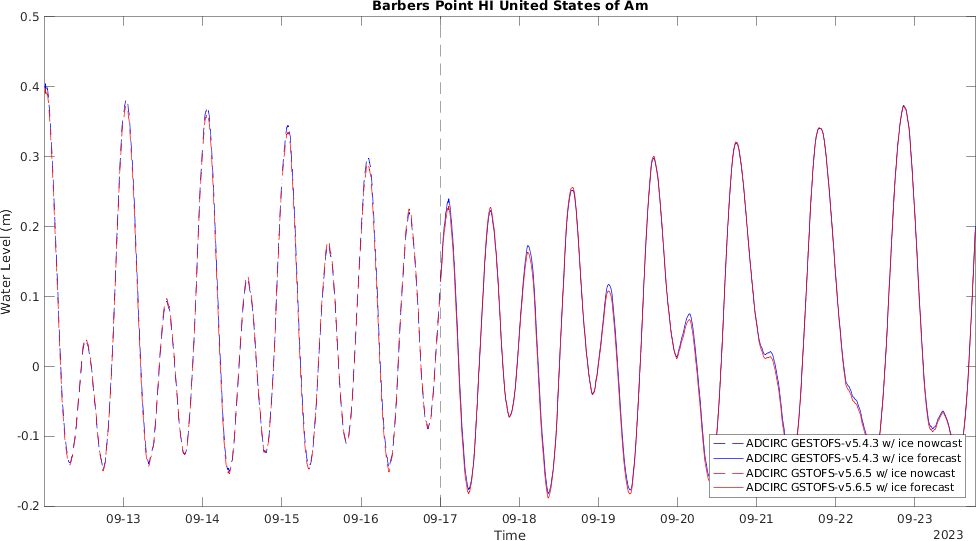 Barbers Point HI United States of Am
0.5
0.4
0.3
0.2
0.1
0
-0.1
-0.2
Water Level (m)
ADCIRC GESTOFS-v5.4.3 w/ ice nowcast
ADCIRC GESTOFS-v5.4.3 w/ ice forecast
ADCIRC GSTOFS-v5.6.5 w/ ice nowcast
ADCIRC GSTOFS-v5.6.5 w/ ice forecast
09-13 09-14 09-15 09-16 09-17 09-18 09-19 09-20 09-21 09-22 09-23
Time
2023